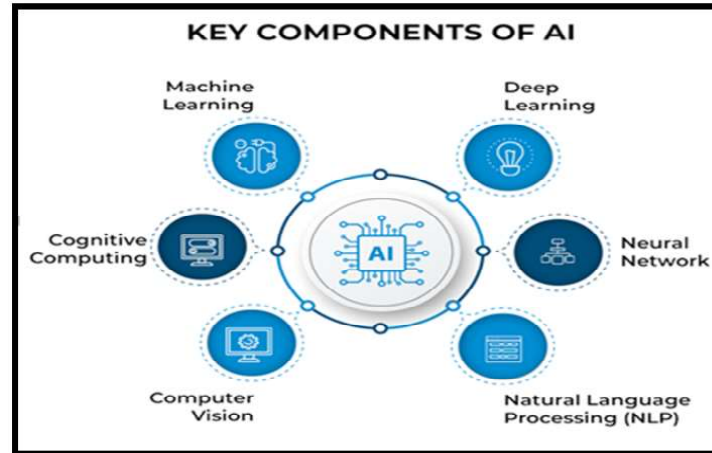 KEY COMPONENTS OF AI
Machine
Learning
Deep
Learning
Cognitive
Computing
AI
Neural
Network
Computer
Vision
Natural Language
Processing (NLP)